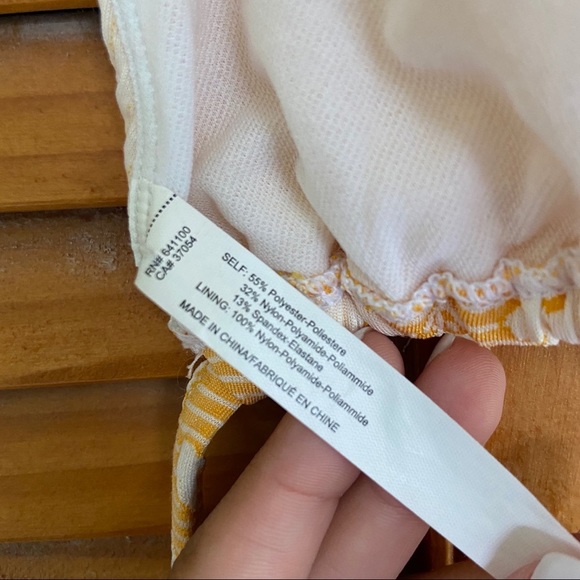 RN# 641100
CA# 37054
SELF: 55% Polyester-Poliestere
32% Nylon-Polyamide-Poliammide
13% Spandex-Elastane
LINING: 100% Nylon-Polyamide-Poliammide
MADE IN CHINA/FABRIQUÉ EN CHINE